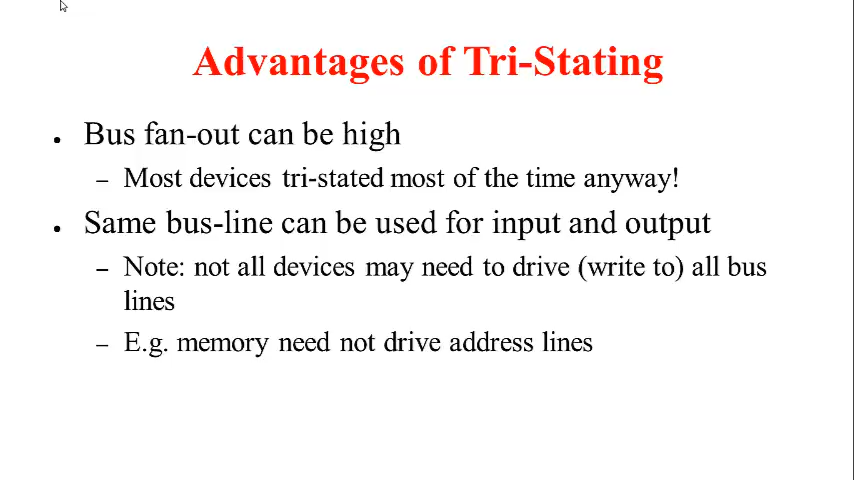 Advantages of Tri-Stating
• Bus fan-out can be high
– Most devices tri-stated most of the time anyway!
• Same bus-line can be used for input and output
– Note: not all devices may need to drive (write to) all bus
lines
– E.g. memory need not drive address lines